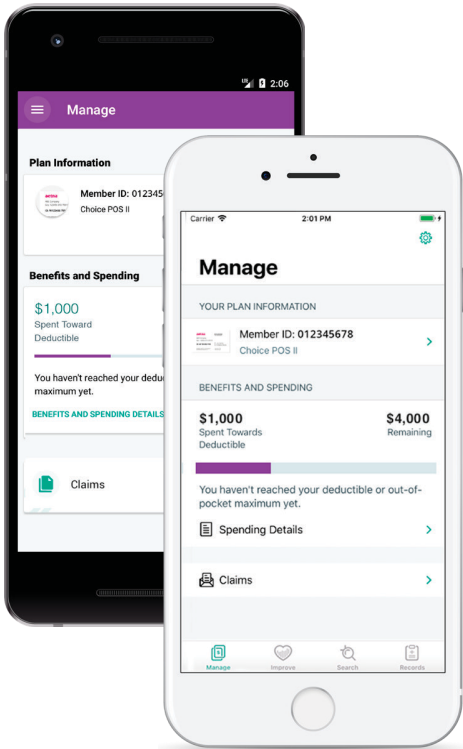 2:06
Manage
Plan Information
Member ID: 012345
Choice POS II
Benefits and Spending
$1,000
Spent Toward
Deductible
You haven't reached your dedu
maximum yet.
BENEFITS AND SPENDING DETAILS
Claims
Carrier
2:01 PM
Manage
YOUR PLAN INFORMATION
Member ID: 012345678
Choice POS II
BENEFITS AND SPENDING
$1,000
$4,000
Spent Towards
Remaining
Deductible
You haven't reached your deductible or out-of-
pocket maximum yet.
Spending Details
Claims
Manage
Improve
Search
Records